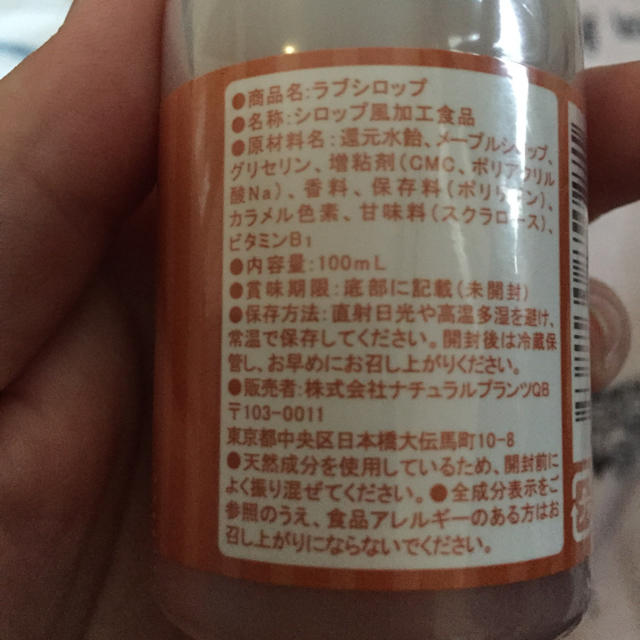 ●商品名:ラブシロップ
●名称:シロップ風加工食品
●原材料名:還元水飴、メープルシロップ、
グリセリン、増粘剤(CMC、ポリアクリル
酸Na)、香料、保存料(ポリリジン)、
カラメル色素、甘味料(スクラロース)、
ビタミンB1
●内容量:100mL
●賞味期限:底部に記載(未開封)
●保存方法:直射日光や高温多湿を避け、
常温で保存してください。開封後は冷蔵保
管し、お早めにお召し上がりください。
●販売者:株式会社ナチュラルプランツQB
〒103-0011
東京都中央区日本橋大伝馬町10-8
●天然成分を使用しているため、開封前に
よく振り混ぜてください。●全成分表示をご
参照のうえ、食品アレルギーのある方はお
召し上がりにならないでください。